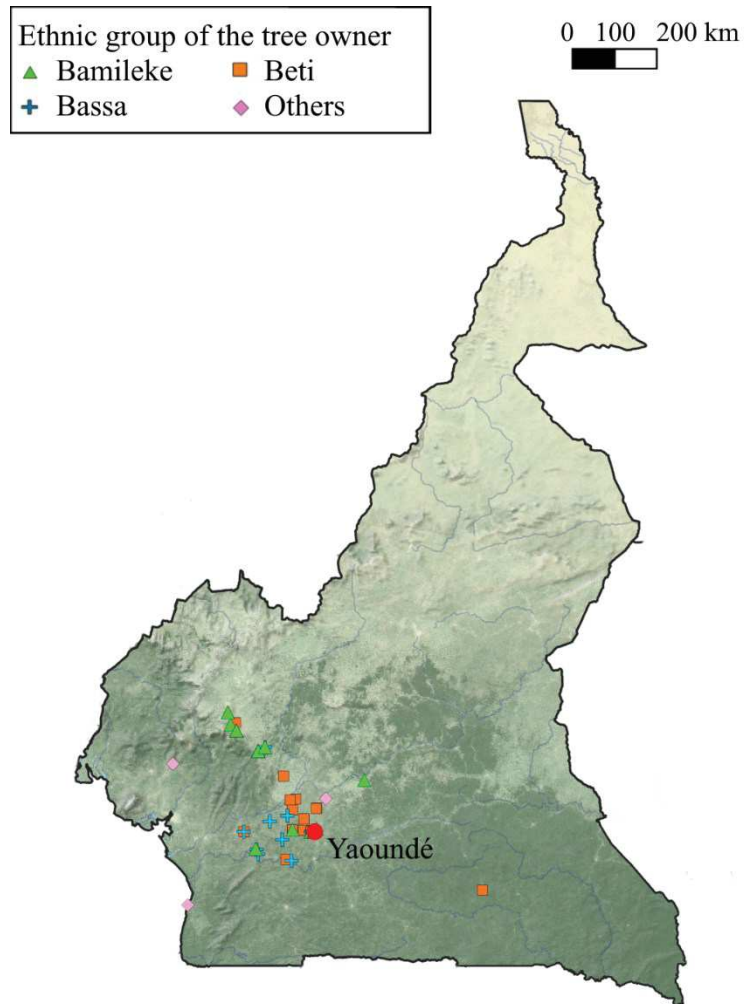 Ethnic group of the tree owner
Bamileke Beti
Bassa Others
0 100 200 km
Yaoundé